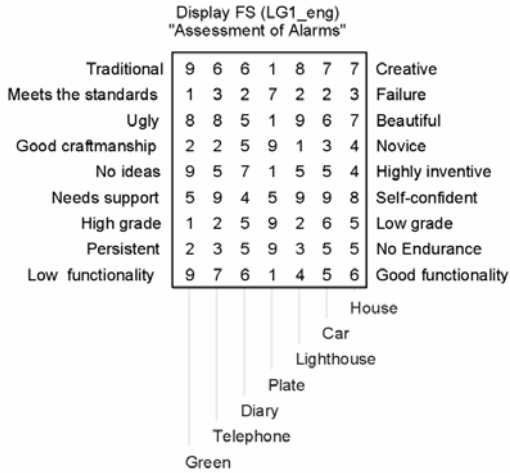 Display FS (LG1_eng)
"Assessment of Alarms"
Traditional 9 6 6 1 8 7 7 Creative
Meets the standards 1 3 2 7 2 2 3 Failure
Ugly 8 8 5 1 9 6 7 Beautiful
Good craftmanship 2 2 5 9 1 3 4 Novice
No ideas 9 5 7 1 5 5 4 Highly inventive
Needs support 5 9 4 5 9 9 8 Self-confident
High grade 1 2 5 9 2 6 5 Low grade
Persistent 2 3 5 9 3 5 5 No Endurance
Low functionality 9 7 6 1 4 5 6 Good functionality
House
Car
Lighthouse
Plate
Diary
Telephone
Green